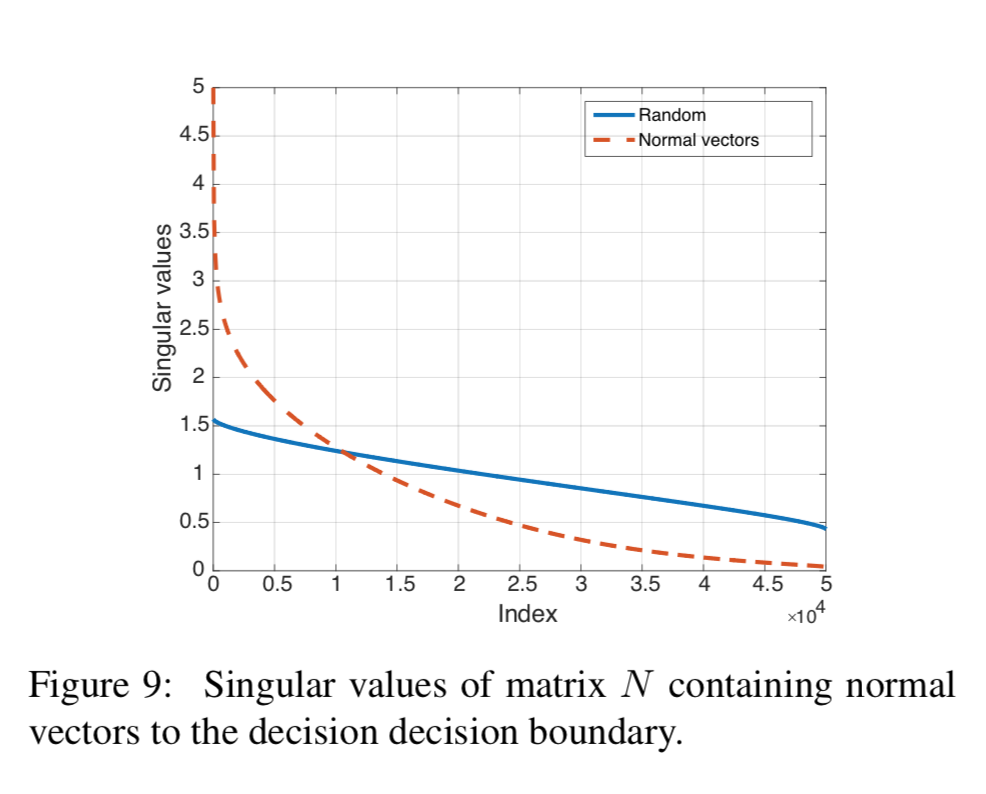 5
4.5
4
3.5
3
2.5
2
1.5
1
0.5
0
Singular values
Random
Normal vectors
0 0.5 1 1.5 2 2.5 3 3.5 4 4.5 5
Index
×10⁴
Figure 9: Singular values of matrix N containing normal
vectors to the decision decision boundary.